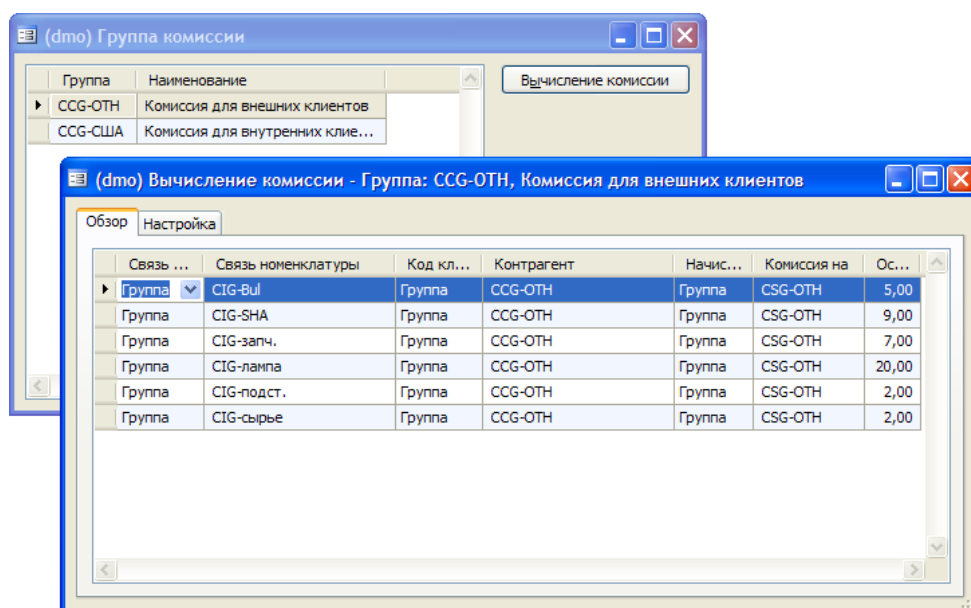 (dmo) Группа комиссии
Группа Наименование
Вычисление комиссии
CCG-OTH Комиссия для внешних клиентов
CCG-США Комиссия для внутренних клие...
(dmo) Вычисление комиссии - Группа: CCG-OTH, Комиссия для внешних клиентов
Обзор Настройка
Связь ... Связь номенклатуры Код кл... Контрагент Начис... Комиссия на Ос...
Группа CIG-Bul Группа CCG-OTH Группа CSG-OTH 5,00
Группа CIG-SHA Группа CCG-OTH Группа CSG-OTH 9,00
Группа CIG-запч. Группа CCG-OTH Группа CSG-OTH 7,00
Группа CIG-лампа Группа CCG-OTH Группа CSG-OTH 20,00
Группа CIG-подст. Группа CCG-OTH Группа CSG-OTH 2,00
Группа CIG-сырье Группа CCG-OTH Группа CSG-OTH 2,00